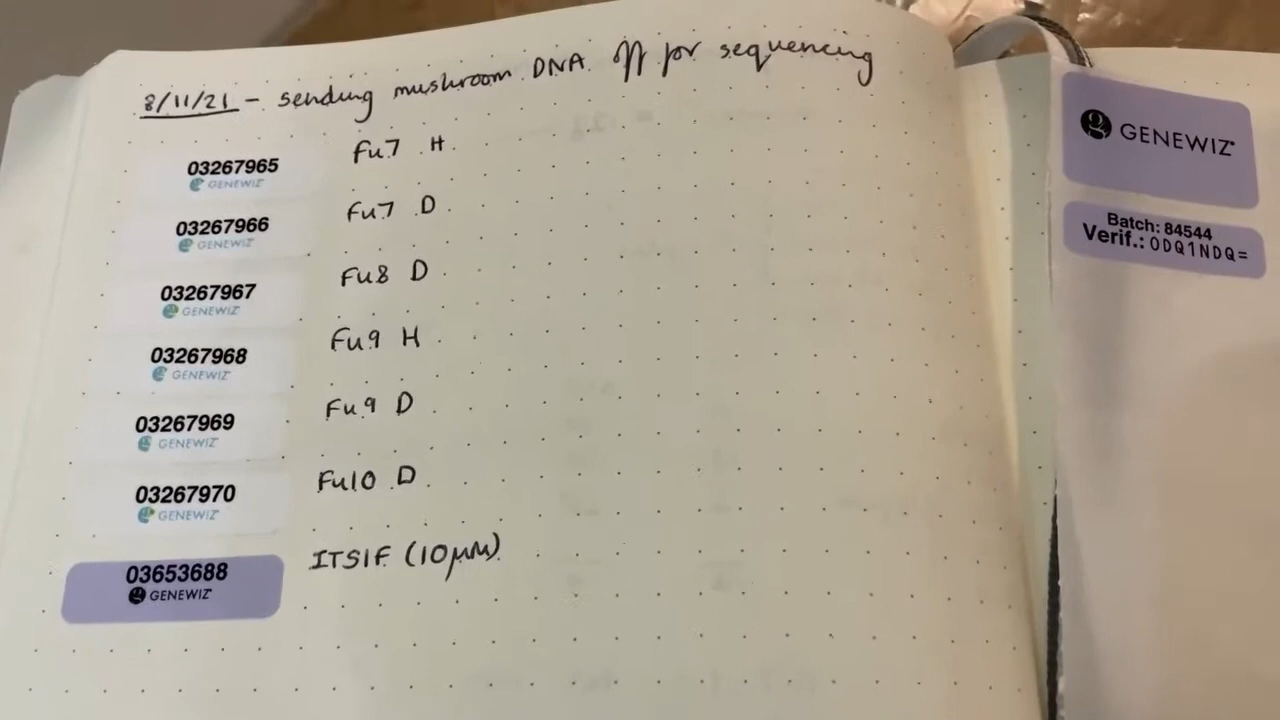 8/11/21 - sending mushroom DNA off for sequencing
03267965 Fu7 H
GENEWIZ
03267966 Fu7 D
GENEWIZ
03267967 Fu8 D
GENEWIZ
03267968 Fu9 H
GENEWIZ
03267969 Fu9 D
GENEWIZ
03267970 Fu10 D
GENEWIZ
03653688 ITS1F (10µM)
GENEWIZ
GENEWIZ
Batch: 84544
Verif.: ODQ1NDQ=